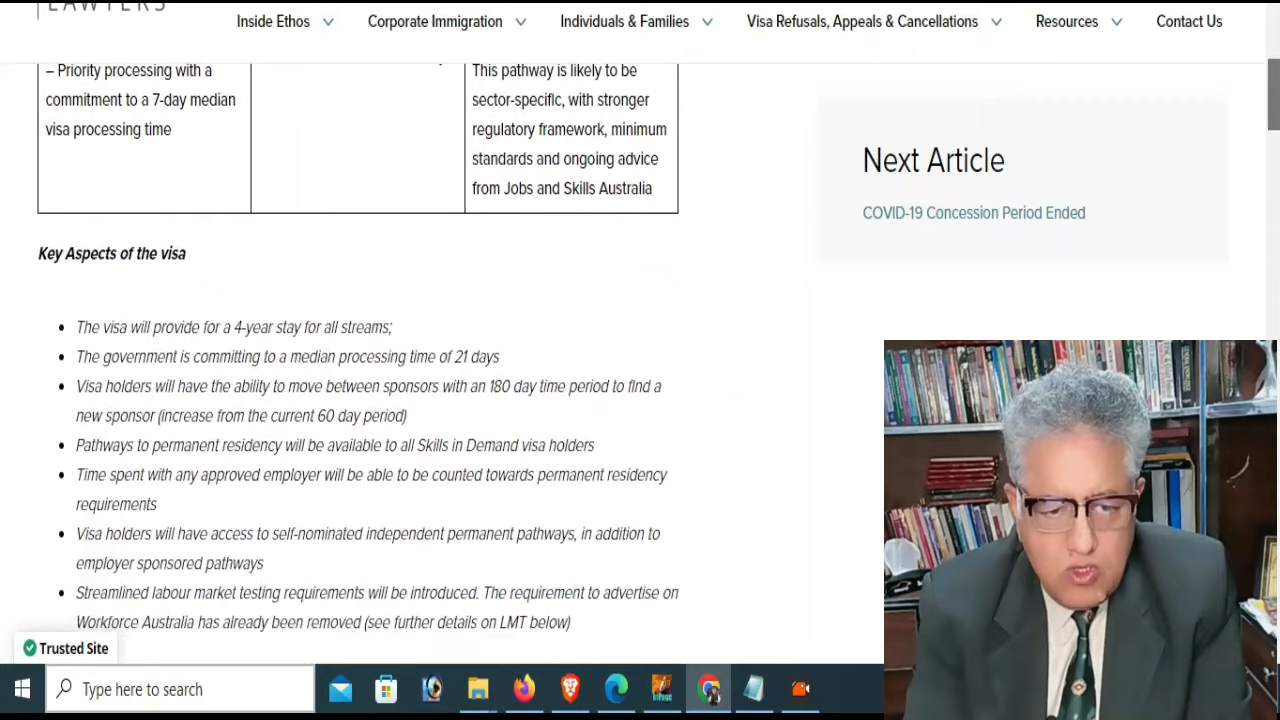 LAWYERS
Inside Ethos
Corporate Immigration
Individuals & Families
Visa Refusals, Appeals & Cancellations
Resources
Contact Us
– Priority processing with a
commitment to a 7-day median
visa processing time
This pathway is likely to be
sector-specific, with stronger
regulatory framework, minimum
standards and ongoing advice
from Jobs and Skills Australia
Next Article
COVID-19 Concession Period Ended
Key Aspects of the visa
• The visa will provide for a 4-year stay for all streams;
• The government is committing to a median processing time of 21 days
• Visa holders will have the ability to move between sponsors with an 180 day time period to find a
new sponsor (increase from the current 60 day period)
• Pathways to permanent residency will be available to all Skills in Demand visa holders
• Time spent with any approved employer will be able to be counted towards permanent residency
requirements
• Visa holders will have access to self-nominated independent permanent pathways, in addition to
employer sponsored pathways
• Streamlined labour market testing requirements will be introduced. The requirement to advertise on
Workforce Australia has already been removed (see further details on LMT below)
Trusted Site
Type here to search